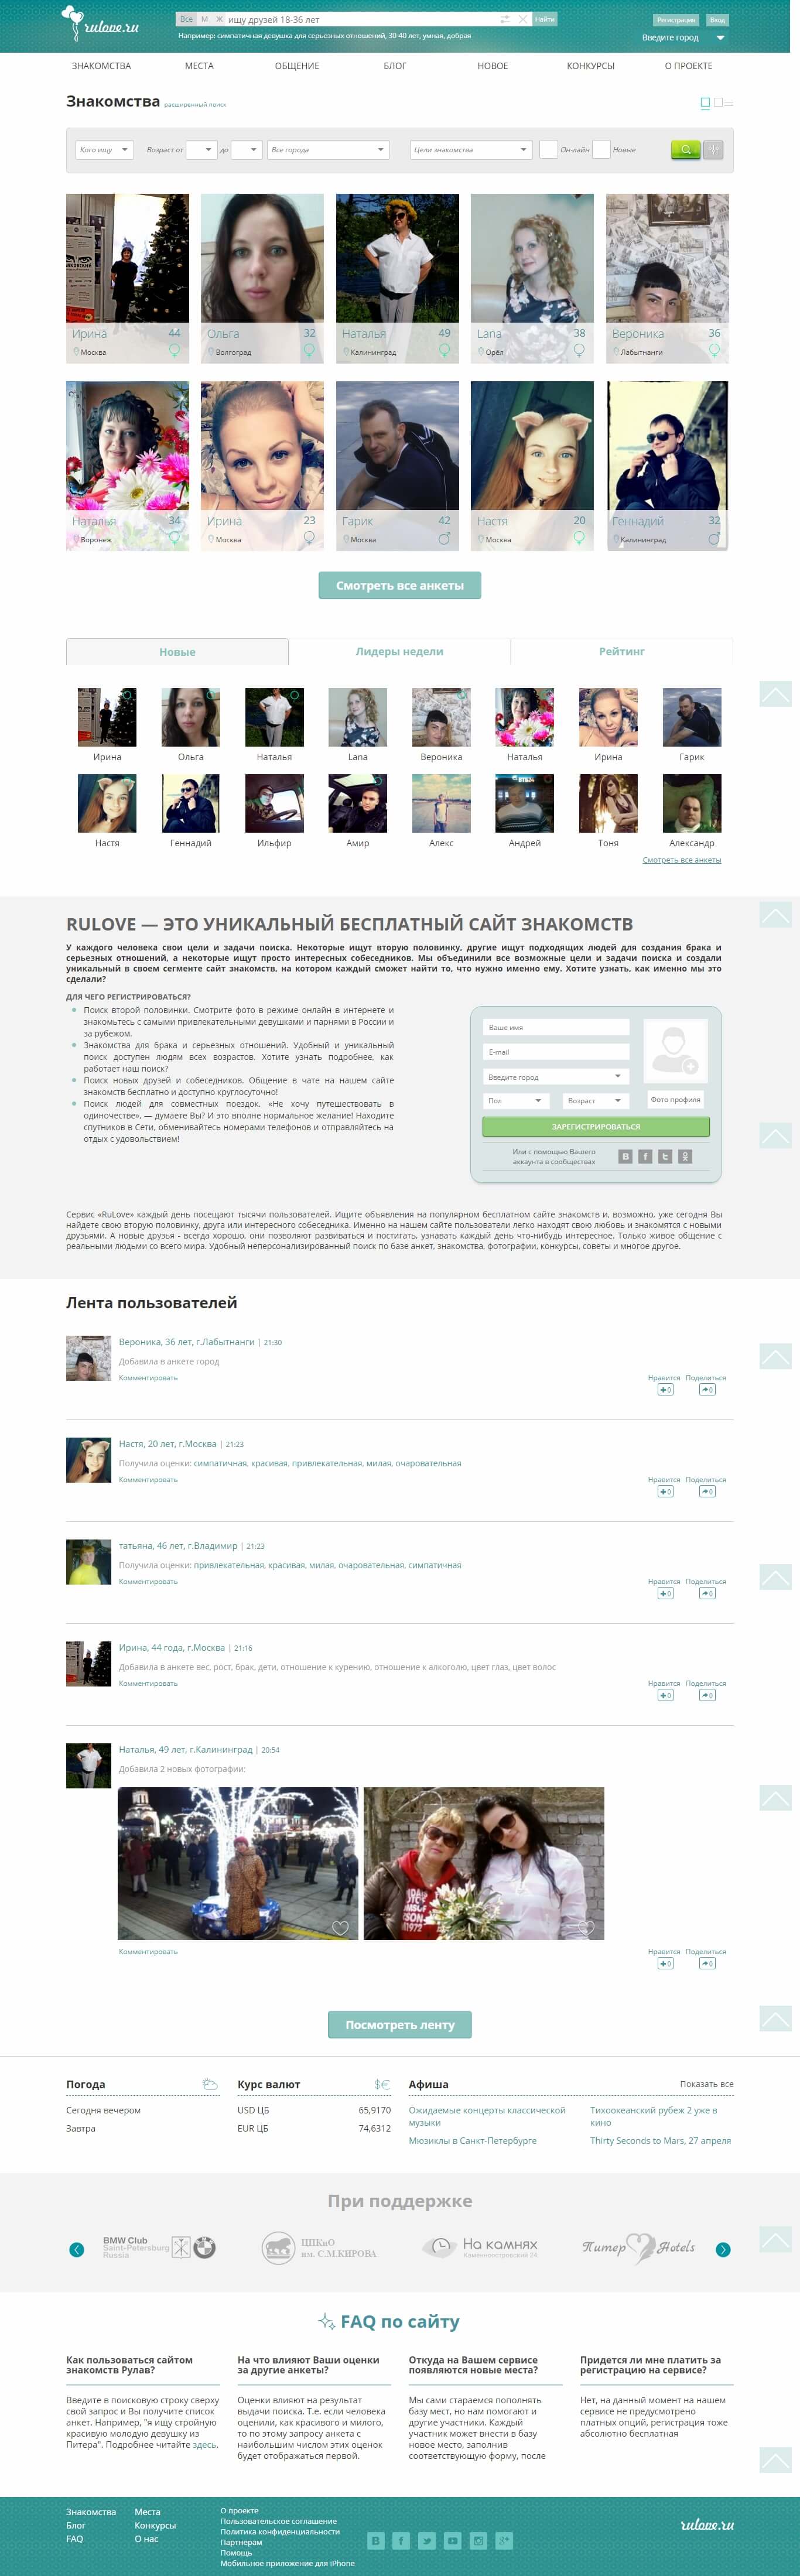 rulove.ru
Все М Ж ищу друзей 18-36 лет Найти
Например: симпатичная девушка для серьезных отношений, 30-40 лет, умная, добрая
Регистрация Вход
Введите город
ЗНАКОМСТВА МЕСТА ОБЩЕНИЕ БЛОГ НОВОЕ КОНКУРСЫ О ПРОЕКТЕ
Знакомства расширенный поиск
Кого ищу Возраст от до Все города Цели знакомства Он-лайн Новые
Ирина 44 Ольга 32 Наталья 49 Lana 38 Вероника 36
Москва Волгоград Калининград Орёл Лабытнанги
Наталья 34 Ирина 23 Гарик 42 Настя 20 Геннадий 32
Воронеж Москва Москва Москва Калининград
Смотреть все анкеты
Новые Лидеры недели Рейтинг
Ирина Ольга Наталья Lana Вероника Наталья Ирина Гарик
Настя Геннадий Ильфир Амир Алекс Андрей Тоня Александр
Смотреть все анкеты
RULOVE — ЭТО УНИКАЛЬНЫЙ БЕСПЛАТНЫЙ САЙТ ЗНАКОМСТВ
У каждого человека свои цели и задачи поиска. Некоторые ищут вторую половинку, другие ищут подходящих людей для создания брака и
серьезных отношений, а некоторые ищут просто интересных собеседников. Мы объединили все возможные цели и задачи поиска и создали
уникальный в своем сегменте сайт знакомств, на котором каждый сможет найти то, что нужно именно ему. Хотите узнать, как именно мы это
сделали?
ДЛЯ ЧЕГО РЕГИСТРИРОВАТЬСЯ?
Поиск второй половинки. Смотрите фото в режиме онлайн в интернете и
знакомьтесь с самыми привлекательными девушками и парнями в России и
за рубежом.
Знакомства для брака и серьезных отношений. Удобный и уникальный
поиск доступен людям всех возрастов. Хотите узнать подробнее, как
работает наш поиск?
Поиск новых друзей и собеседников. Общение в чате на нашем сайте
знакомств бесплатно и доступно круглосуточно!
Поиск людей для совместных поездок. «Не хочу путешествовать в
одиночестве». — думаете Вы? И это вполне нормальное желание! Находите
спутников в Сети, обменивайтесь номерами телефонов и отправляйтесь на
отдых с удовольствием!
Ваше имя
E-mail
Введите город
Пол Возраст Фото профиля
ЗАРЕГИСТРИРОВАТЬСЯ
Или с помощью Вашего
аккаунта в сообществах
Сервис «RuLove» каждый день посещают тысячи пользователей. Ищите объявления на популярном бесплатном сайте знакомств и, возможно, уже сегодня Вы
найдете свою вторую половинку, друга или интересного собеседника. Именно на нашем сайте пользователи легко находят свою любовь и знакомятся с новыми
друзьями. А новые друзья - всегда хорошо, они позволяют развиваться и постигать, узнавать каждый день что-нибудь интересное. Только живое общение с
реальными людьми со всего мира. Удобный неперсонализированный поиск по базе анкет, знакомства, фотографии, конкурсы, советы и многое другое.
Лента пользователей
Вероника, 36 лет, г.Лабытнанги | 21:30
Добавила в анкете город
Комментировать Нравится Поделиться
0 0
Настя, 20 лет, г.Москва | 21:23
Получила оценки: симпатичная, красивая, привлекательная, милая, очаровательная
Комментировать Нравится Поделиться
0 0
татьяна, 46 лет, г.Владимир | 21:23
Получила оценки: привлекательная, красивая, милая, очаровательная, симпатичная
Комментировать Нравится Поделиться
0 0
Ирина, 44 года, г.Москва | 21:16
Добавила в анкете вес, рост, брак, дети, отношение к курению, отношение к алкоголю, цвет глаз, цвет волос
Комментировать Нравится Поделиться
0 0
Наталья, 49 лет, г.Калининград | 20:54
Добавила 2 новых фотографии:
Комментировать Нравится Поделиться
0 0
Посмотреть ленту
Погода Курс валют Афиша Показать все
Сегодня вечером USD ЦБ 65,9170 Ожидаемые концерты классической музыки Тихоокеанский рубеж 2 уже в кино
Завтра EUR ЦБ 74,6312 Мюзиклы в Санкт-Петербурге Thirty Seconds to Mars, 27 апреля
При поддержке
BMW Club
Saint-Petersburg
Russia
ЦПКиО
им. С.М.КИРОВА
На камнях
Каменноостровский 24
Питер Hotels
FAQ по сайту
Как пользоваться сайтом
знакомств Рулав?
Введите в поисковую строку сверху
свой запрос и Вы получите список
анкет. Например, "я ищу стройную
красивую молодую девушку из
Питера". Подробнее читайте здесь.
На что влияют Ваши оценки
за другие анкеты?
Оценки влияют на результат
выдачи поиска. Т.е. если человека
оценили, как красивого и милого,
то по этому запросу анкета с
наибольшим числом этих оценок
будет отображаться первой.
Откуда на Вашем сервисе
появляются новые места?
Мы сами стараемся пополнять
базу мест, но нам помогают и
другие участники. Каждый
участник может внести в базу
новое место, заполнив
соответствующую форму, после
Придется ли мне платить за
регистрацию на сервисе?
Нет, на данный момент на нашем
сервисе не предусмотрено
платных опций, регистрация тоже
абсолютно бесплатная
Знакомства Места
Блог Конкурсы
FAQ О нас
О проекте
Пользовательское соглашение
Политика конфиденциальности
Партнерам
Помощь
Мобильное приложение для iPhone
rulove.ru